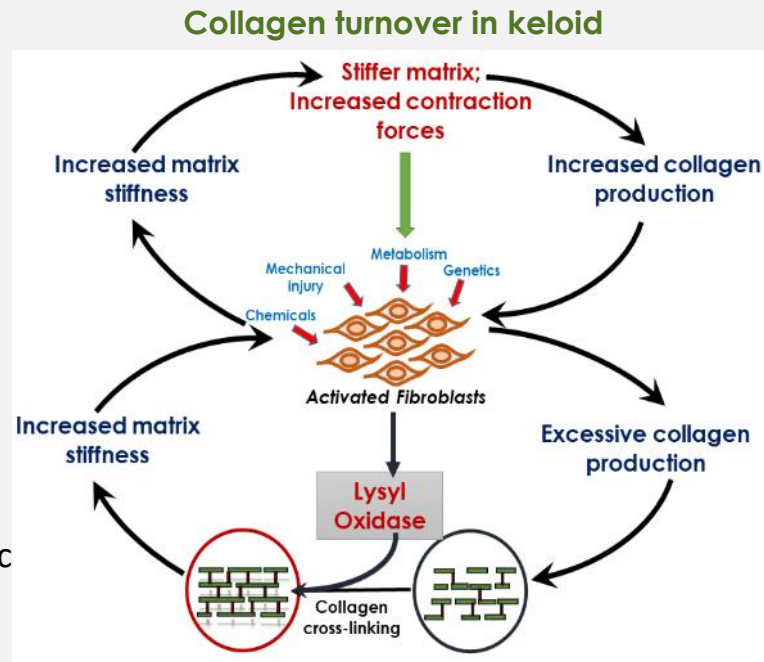 Collagen turnover in keloid
Stiffer matrix;
Increased contraction
forces
Increased matrix
stiffness
Increased collagen
production
Metabolism
Mechanical
injury
Genetics
Chemicals
Activated Fibroblasts
Increased matrix
stiffness
Excessive collagen
production
Lysyl
Oxidase
c
Collagen
cross-linking